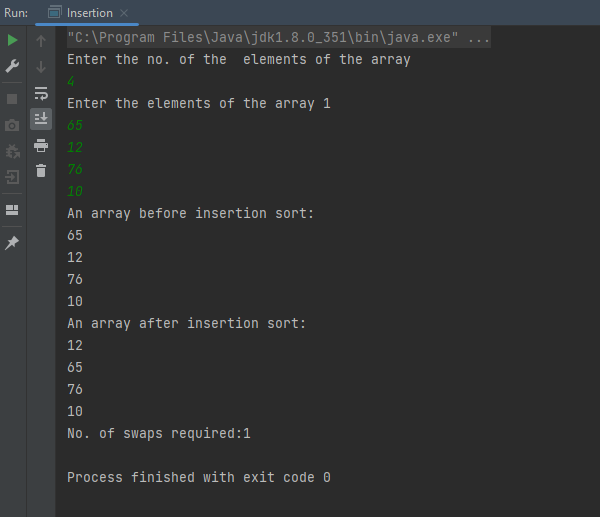 Run: Insertion
"C:\Program Files\Java\jdk1.8.0_351\bin\java.exe" ...
Enter the no. of the  elements of the array
4
Enter the elements of the array 1
65
12
76
10
An array before insertion sort:
65
12
76
10
An array after insertion sort:
12
65
76
10
No. of swaps required:1
Process finished with exit code 0